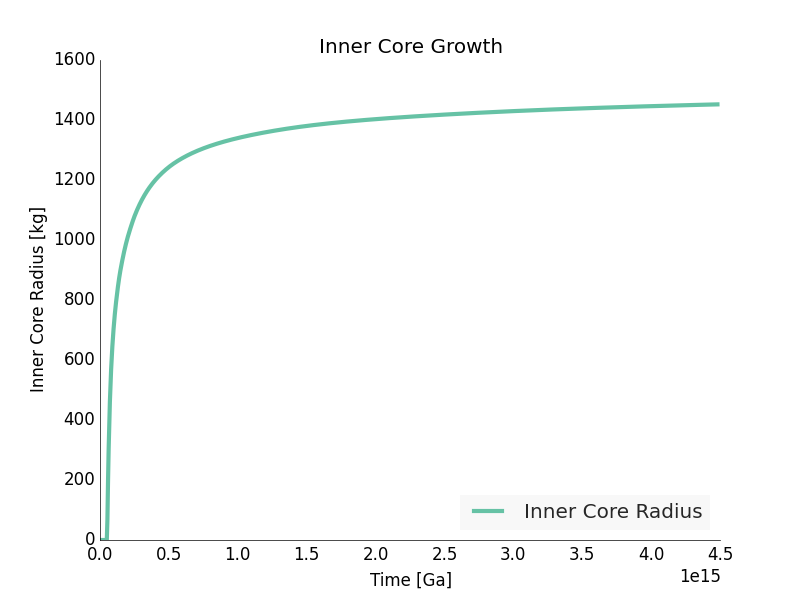 Inner Core Growth
1600
1400
1200
1000
800
600
400
200
0
Inner Core Radius [kg]
Inner Core Radius
0.0 0.5 1.0 1.5 2.0 2.5 3.0 3.5 4.0 4.5
1e15
Time [Ga]